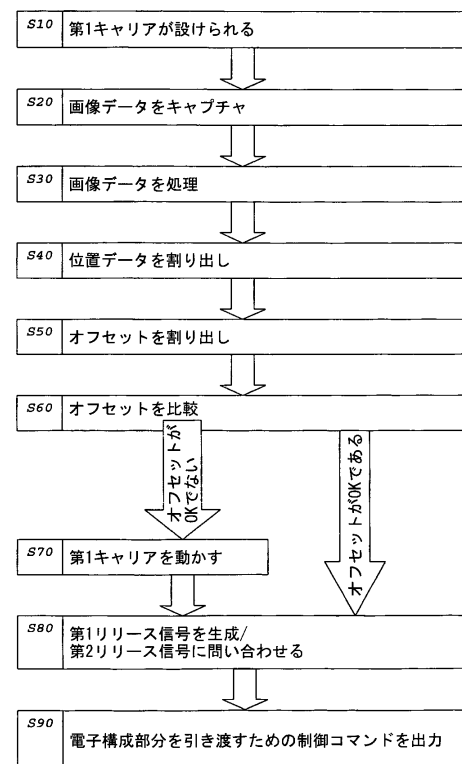 S10 第1キャリアが設けられる
S20 画像データをキャプチャ
S30 画像データを処理
S40 位置データを割り出し
S50 オフセットを割り出し
S60 オフセットを比較
オフセットが
OKでない
オフセットがOKである
S70 第1キャリアを動かす
S80 第1リリース信号を生成/
第2リリース信号に問い合わせる
S90 電子構成部分を引き渡すための制御コマンドを出力